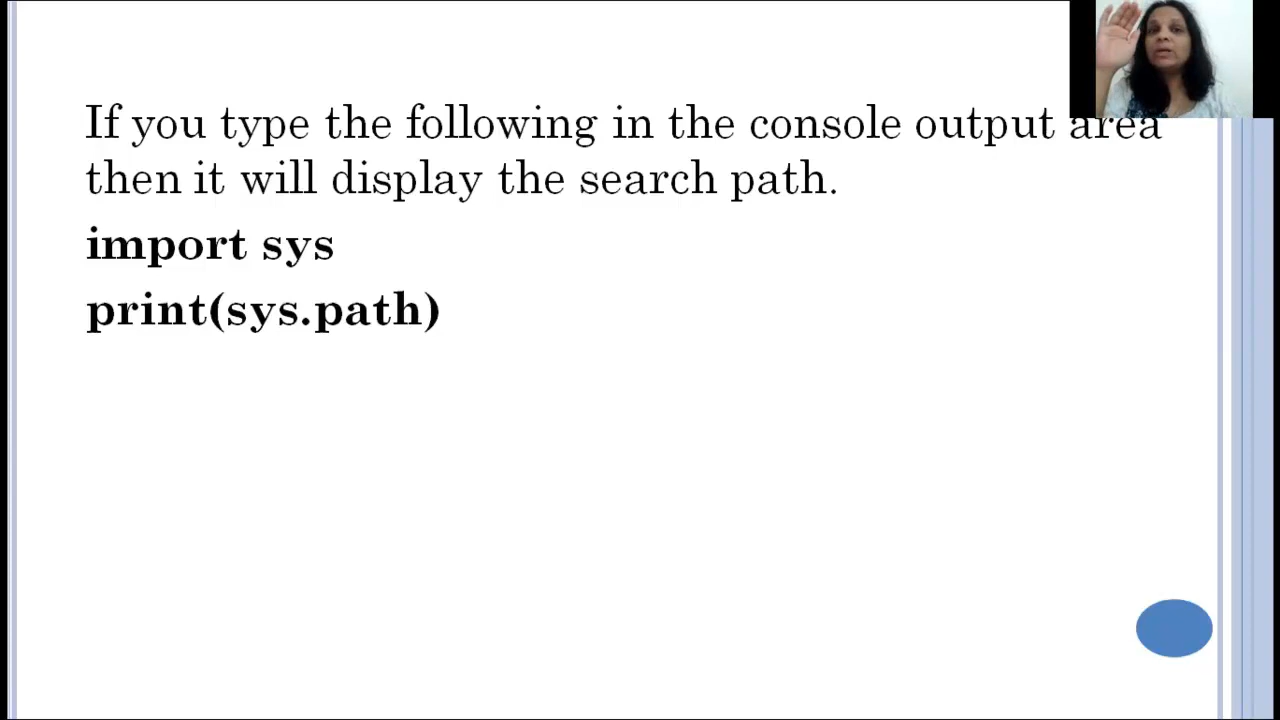 If you type the following in the console output area
then it will display the search path.
import sys
print(sys.path)